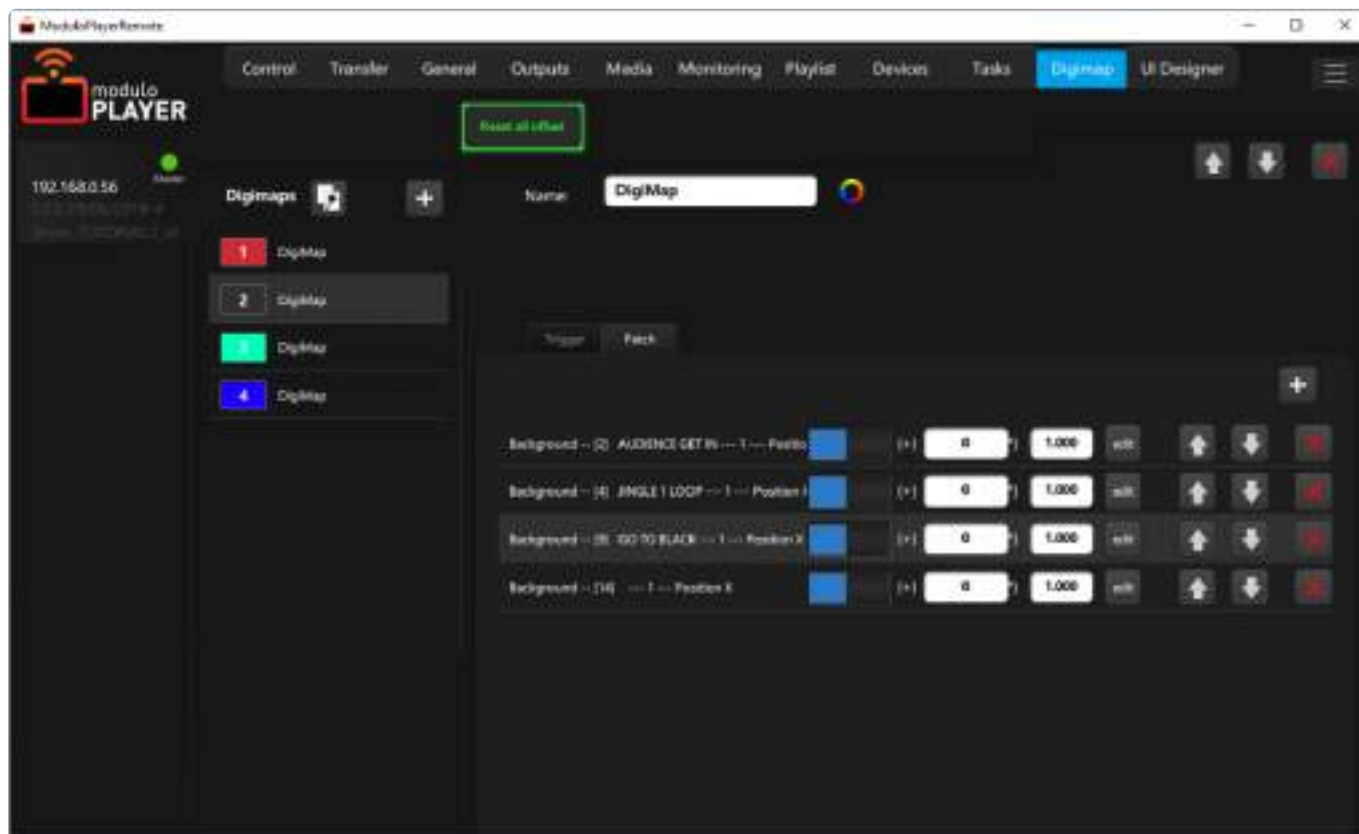 ModuloPlayerRemote
modulo
PLAYER
Control Transfer General Outputs Media Monitoring Playlist Devices Tasks Digimap UI Designer
Reset all offset
192.168.0.56 Master
Digimaps + Name DigiMap
1 DigiMap
2 DigiMap
3 DigiMap
4 DigiMap
Trigger Patch
+
Background -- [2] AUDIENCE GET IN --- 1 --- Positio (+) 0 *) 1.000 edit
Background -- [4] JINGLE 1 LOOP --- 1 --- Position (+) 0 *) 1.000 edit
Background -- [9] GO TO BLACK --- 1 --- Position X (+) 0 *) 1.000 edit
Background -- [14] --- 1 --- Position X (+) 0 *) 1.000 edit